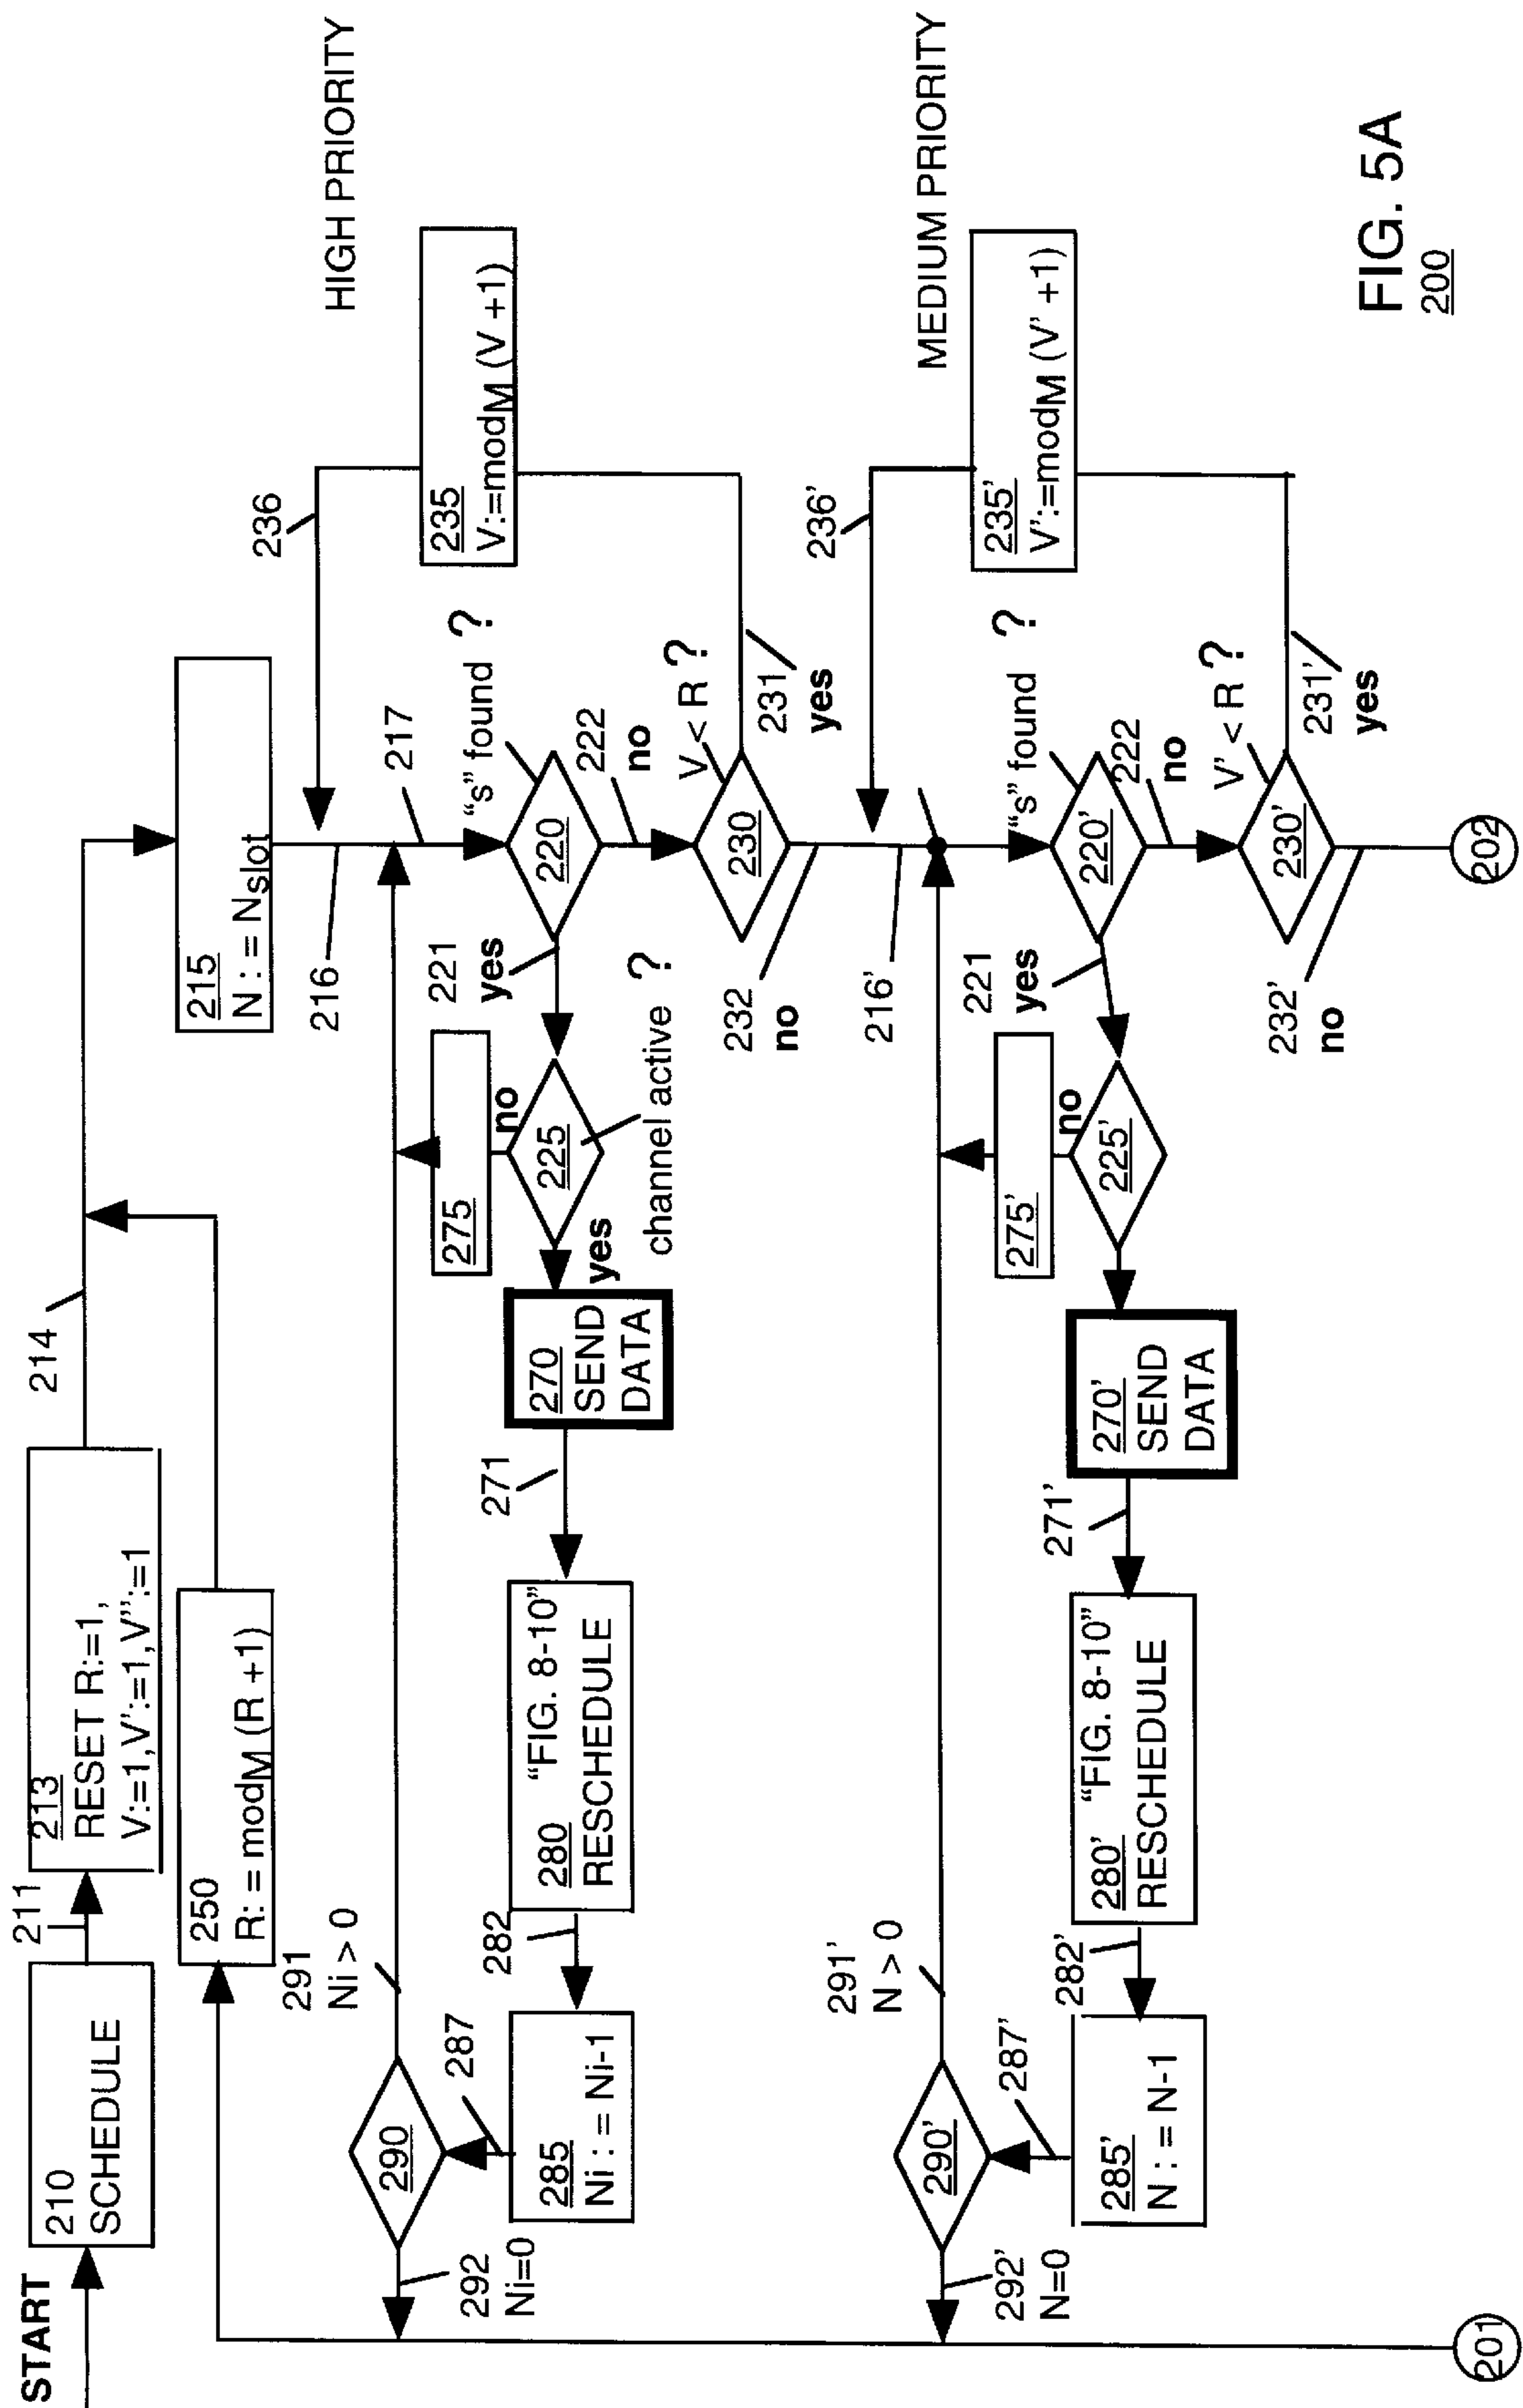 START
210
SCHEDULE
211
213
RESET R:=1,
V:=1,V':=1,V":=1
214
250
R: = modM (R +1)
215
N : = Nslot
216
236
217
HIGH PRIORITY
235
V:=modM (V +1)
"s" found ?
220
221
yes
222
no
V < R ?
230
231
yes
232
no
225
channel active ?
no
275
yes
270
SEND
DATA
271
280 "FIG. 8-10"
RESCHEDULE
282
285
Ni : = Ni-1
287
290
291
Ni > 0
292
Ni=0
MEDIUM PRIORITY
236'
235'
V':=modM (V' +1)
216'
"s" found ?
220'
221
yes
222
no
V' < R ?
230'
231'
yes
232'
no
225'
no
275'
270'
SEND
DATA
271'
280' "FIG. 8-10"
RESCHEDULE
282'
285'
N : = N-1
287'
290'
291'
N > 0
292'
N=0
201
202
FIG. 5A
200